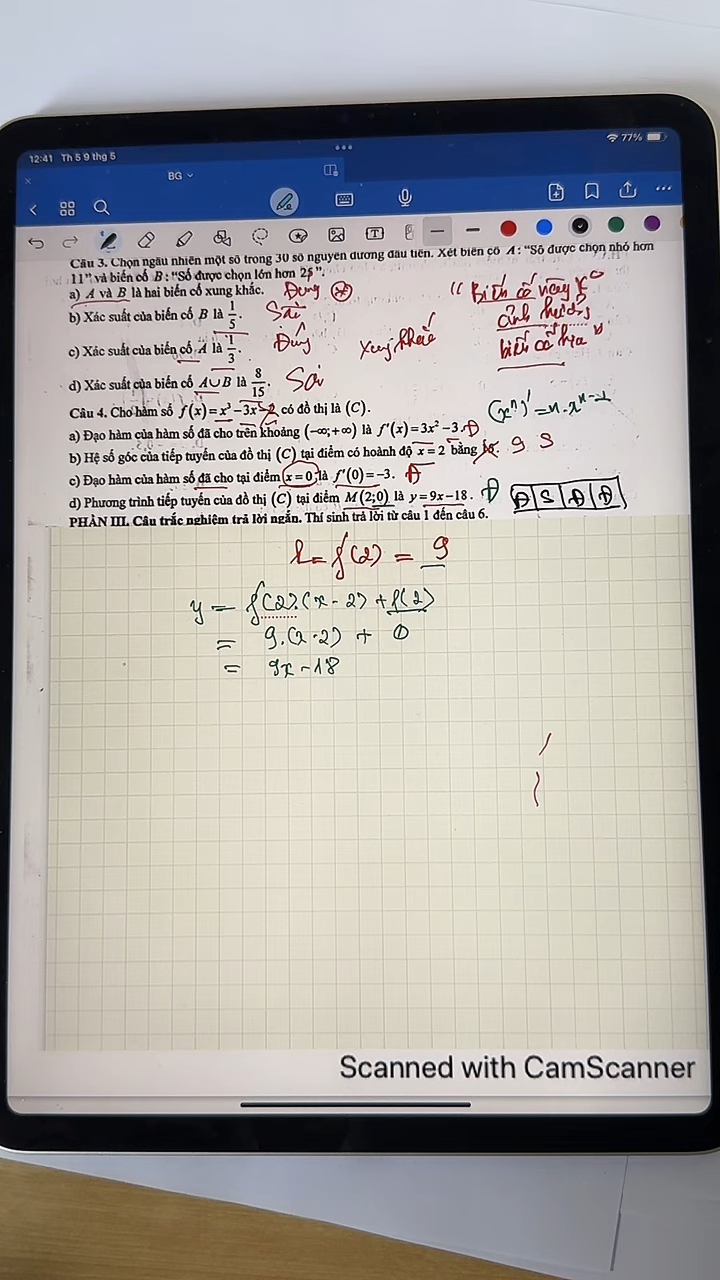 12:41 Th 5 9 thg 5
77%
BG
Câu 3. Chọn ngẫu nhiên một số trong 30 số nguyên dương đầu tiên. Xét biến cố A: “Số được chọn nhỏ hơn
11” và biến cố B: “Số được chọn lớn hơn 25”.
a) A và B là hai biến cố xung khắc. Đúng
b) Xác suất của biến cố B là 1/5. Sai
c) Xác suất của biến cố A là 1/3. Đúng Xung khắc
“ Biến cố này K°
ảnh hưởng
biến cố kia ”
d) Xác suất của biến cố A∪B là 8/15. Sai
Câu 4. Cho hàm số f(x)=x³−3x−2 có đồ thị là (C).
(xⁿ)' = n.xⁿ⁻¹
a) Đạo hàm của hàm số đã cho trên khoảng (−∞;+∞) là f'(x)=3x²−3. Đ
b) Hệ số góc của tiếp tuyến của đồ thị (C) tại điểm có hoành độ x=2 bằng 9 S
c) Đạo hàm của hàm số đã cho tại điểm x=0 là f'(0)=−3. Đ
d) Phương trình tiếp tuyến của đồ thị (C) tại điểm M(2;0) là y=9x−18. Đ
Đ S Đ Đ
PHẦN III. Câu trắc nghiệm trả lời ngắn. Thí sinh trả lời từ câu 1 đến câu 6.
k = f'(2) = 9
y = f'(2).(x-2) + f(2)
= 9.(x-2) + 0
= 9x-18
Scanned with CamScanner